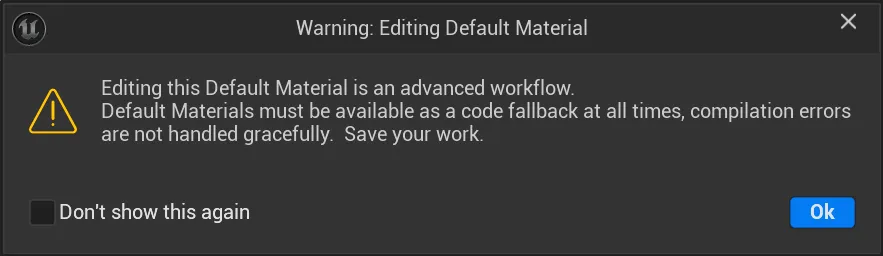 Warning: Editing Default Material
Editing this Default Material is an advanced workflow.
Default Materials must be available as a code fallback at all times, compilation errors
are not handled gracefully.  Save your work.
Don't show this again
Ok